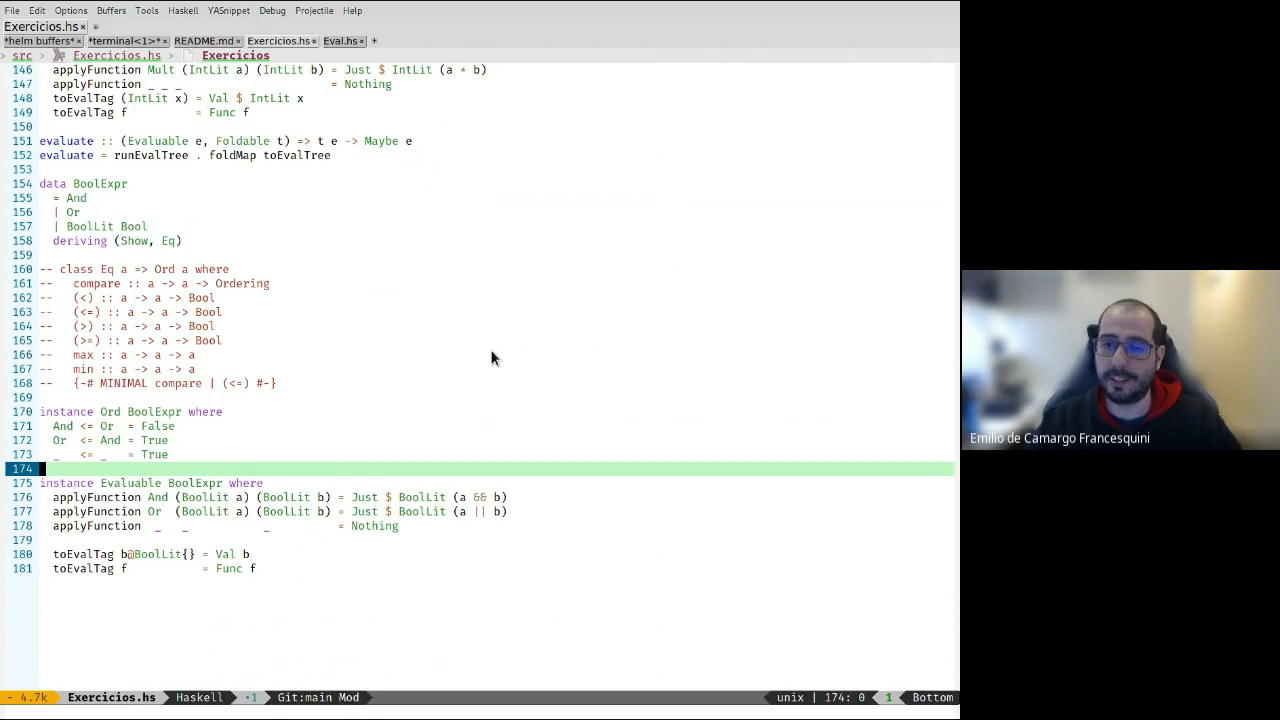 File Edit Options Buffers Tools Haskell YASnippet Debug Projectile Help
Exercicios.hs× +
*helm buffers*× *terminal<1>*× README.md× Exercicios.hs× Eval.hs× +
> src > Exercicios.hs > Exercicios
146 applyFunction Mult (IntLit a) (IntLit b) = Just $ IntLit (a * b)
147 applyFunction _ _ _ = Nothing
148 toEvalTag (IntLit x) = Val $ IntLit x
149 toEvalTag f = Func f
150
151 evaluate :: (Evaluable e, Foldable t) => t e -> Maybe e
152 evaluate = runEvalTree . foldMap toEvalTree
153
154 data BoolExpr
155 = And
156 | Or
157 | BoolLit Bool
158 deriving (Show, Eq)
159
160 -- class Eq a => Ord a where
161 -- compare :: a -> a -> Ordering
162 -- (<) :: a -> a -> Bool
163 -- (<=) :: a -> a -> Bool
164 -- (>) :: a -> a -> Bool
165 -- (>=) :: a -> a -> Bool
166 -- max :: a -> a -> a
167 -- min :: a -> a -> a
168 -- {-# MINIMAL compare | (<=) #-}
169
170 instance Ord BoolExpr where
171 And <= Or = False
172 Or <= And = True
173 _ <= _ = True
174
175 instance Evaluable BoolExpr where
176 applyFunction And (BoolLit a) (BoolLit b) = Just $ BoolLit (a && b)
177 applyFunction Or (BoolLit a) (BoolLit b) = Just $ BoolLit (a || b)
178 applyFunction _ _ _ = Nothing
179
180 toEvalTag b@BoolLit{} = Val b
181 toEvalTag f = Func f
- 4.7k Exercicios.hs Haskell ·1 Git:main Mod unix | 174: 0 1 Bottom
Emilio de Camargo Francesquini